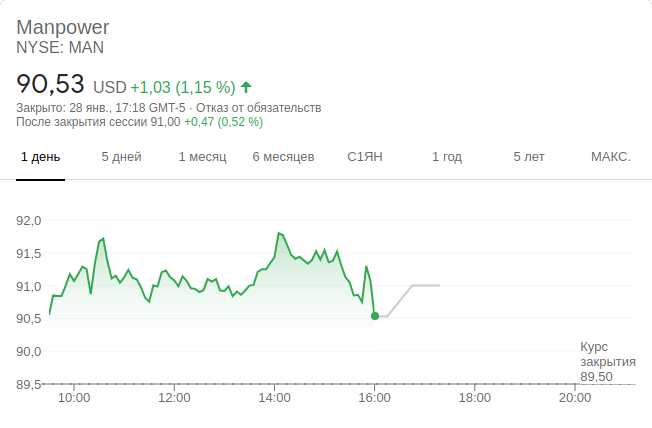 Manpower
NYSE: MAN
90,53 USD +1,03 (1,15 %)
Закрыто: 28 янв., 17:18 GMT-5 · Отказ от обязательств
После закрытия сессии 91,00 +0,47 (0,52 %)
1 день 5 дней 1 месяц 6 месяцев С1ЯН 1 год 5 лет МАКС.
92,0
91,5
91,0
90,5
90,0
89,5
Курс
закрытия
89,50
10:00 12:00 14:00 16:00 18:00 20:00